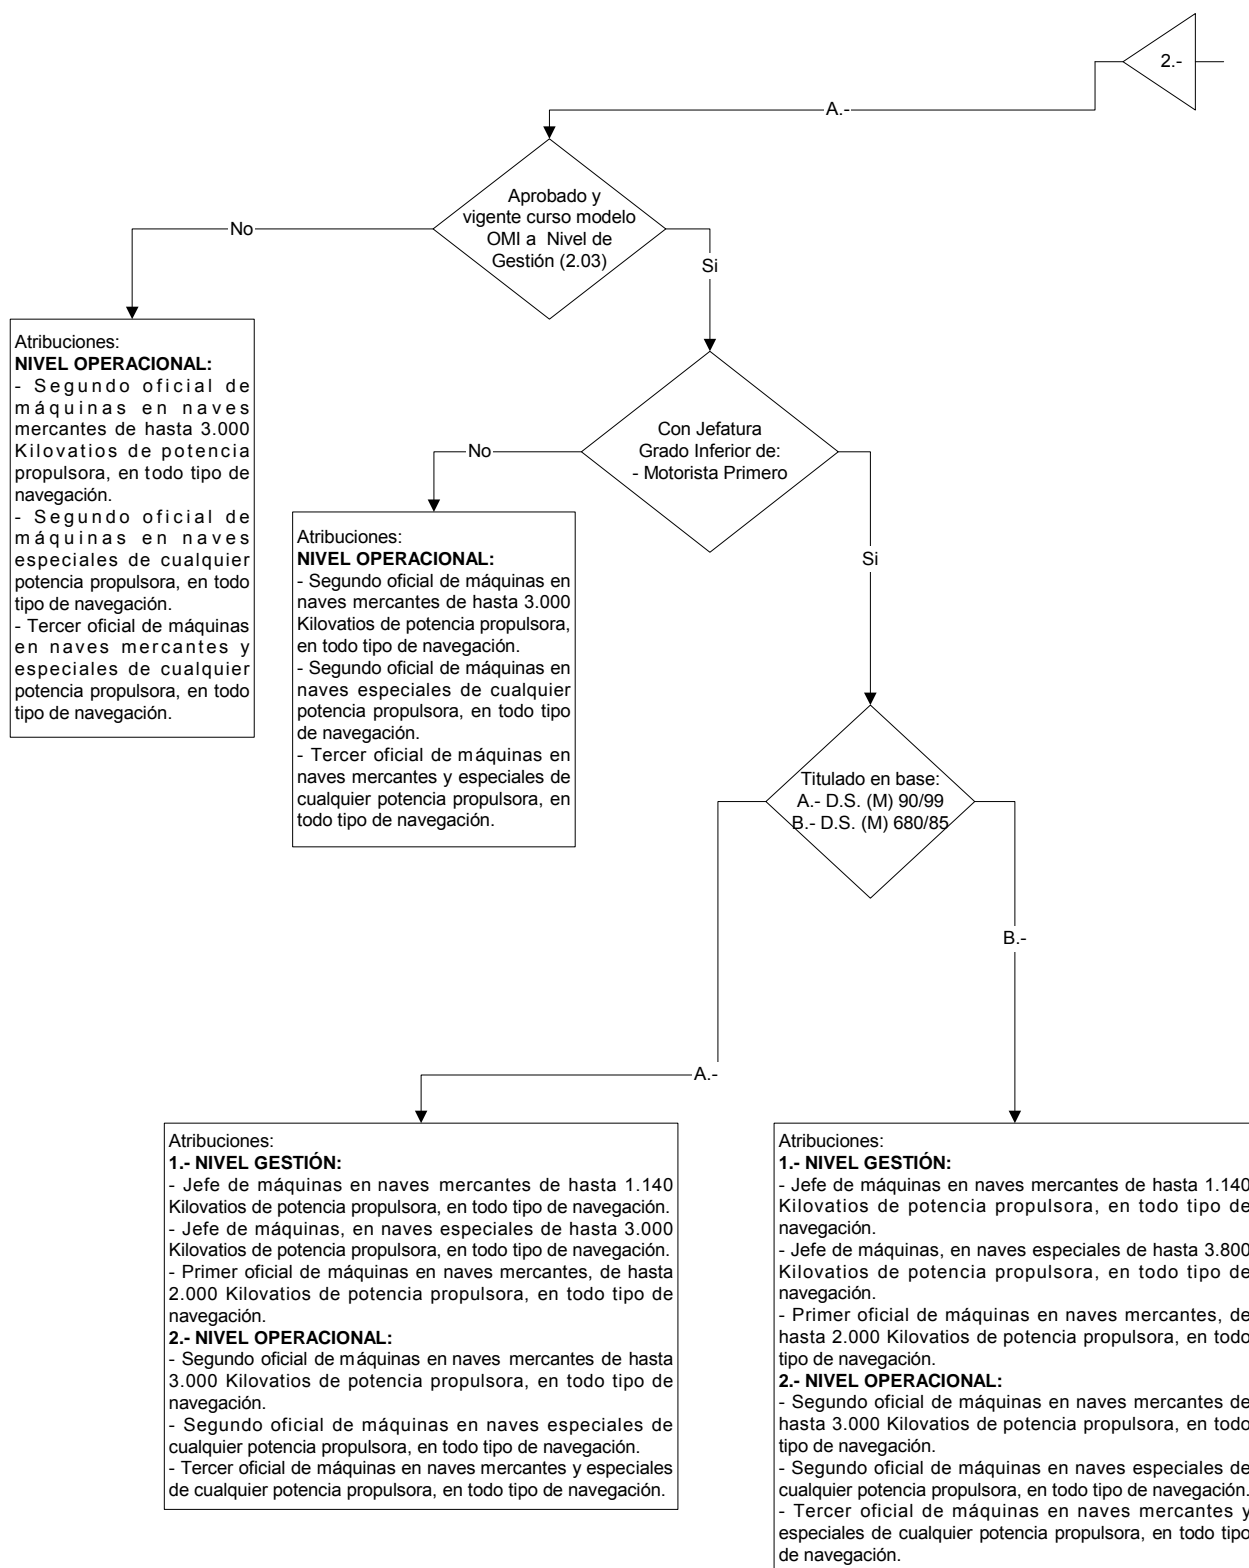 2.-
A.-
Aprobado y
vigente curso modelo
OMI a Nivel de
Gestión (2.03)
No
Si
Atribuciones:
NIVEL OPERACIONAL:
- Segundo oficial de
máquinas en naves
mercantes de hasta 3.000
Kilovatios de potencia
propulsora, en todo tipo de
navegación.
- Segundo oficial de
máquinas en naves
especiales de cualquier
potencia propulsora, en todo
tipo de navegación.
- Tercer oficial de máquinas
en naves mercantes y
especiales de cualquier
potencia propulsora, en todo
tipo de navegación.
Con Jefatura
Grado Inferior de:
- Motorista Primero
No
Si
Atribuciones:
NIVEL OPERACIONAL:
- Segundo oficial de máquinas en
naves mercantes de hasta 3.000
Kilovatios de potencia propulsora,
en todo tipo de navegación.
- Segundo oficial de máquinas en
naves especiales de cualquier
potencia propulsora, en todo tipo
de navegación.
- Tercer oficial de máquinas en
naves mercantes y especiales de
cualquier potencia propulsora, en
todo tipo de navegación.
Titulado en base:
A.- D.S. (M) 90/99
B.- D.S. (M) 680/85
A.-
B.-
Atribuciones:
1.- NIVEL GESTIÓN:
- Jefe de máquinas en naves mercantes de hasta 1.140
Kilovatios de potencia propulsora, en todo tipo de navegación.
- Jefe de máquinas, en naves especiales de hasta 3.000
Kilovatios de potencia propulsora, en todo tipo de navegación.
- Primer oficial de máquinas en naves mercantes, de hasta
2.000 Kilovatios de potencia propulsora, en todo tipo de
navegación.
2.- NIVEL OPERACIONAL:
- Segundo oficial de máquinas en naves mercantes de hasta
3.000 Kilovatios de potencia propulsora, en todo tipo de
navegación.
- Segundo oficial de máquinas en naves especiales de
cualquier potencia propulsora, en todo tipo de navegación.
- Tercer oficial de máquinas en naves mercantes y especiales
de cualquier potencia propulsora, en todo tipo de navegación.
Atribuciones:
1.- NIVEL GESTIÓN:
- Jefe de máquinas en naves mercantes de hasta 1.140
Kilovatios de potencia propulsora, en todo tipo de
navegación.
- Jefe de máquinas, en naves especiales de hasta 3.800
Kilovatios de potencia propulsora, en todo tipo de
navegación.
- Primer oficial de máquinas en naves mercantes, de
hasta 2.000 Kilovatios de potencia propulsora, en todo
tipo de navegación.
2.- NIVEL OPERACIONAL:
- Segundo oficial de máquinas en naves mercantes de
hasta 3.000 Kilovatios de potencia propulsora, en todo
tipo de navegación.
- Segundo oficial de máquinas en naves especiales de
cualquier potencia propulsora, en todo tipo de navegación.
- Tercer oficial de máquinas en naves mercantes y
especiales de cualquier potencia propulsora, en todo tipo
de navegación.